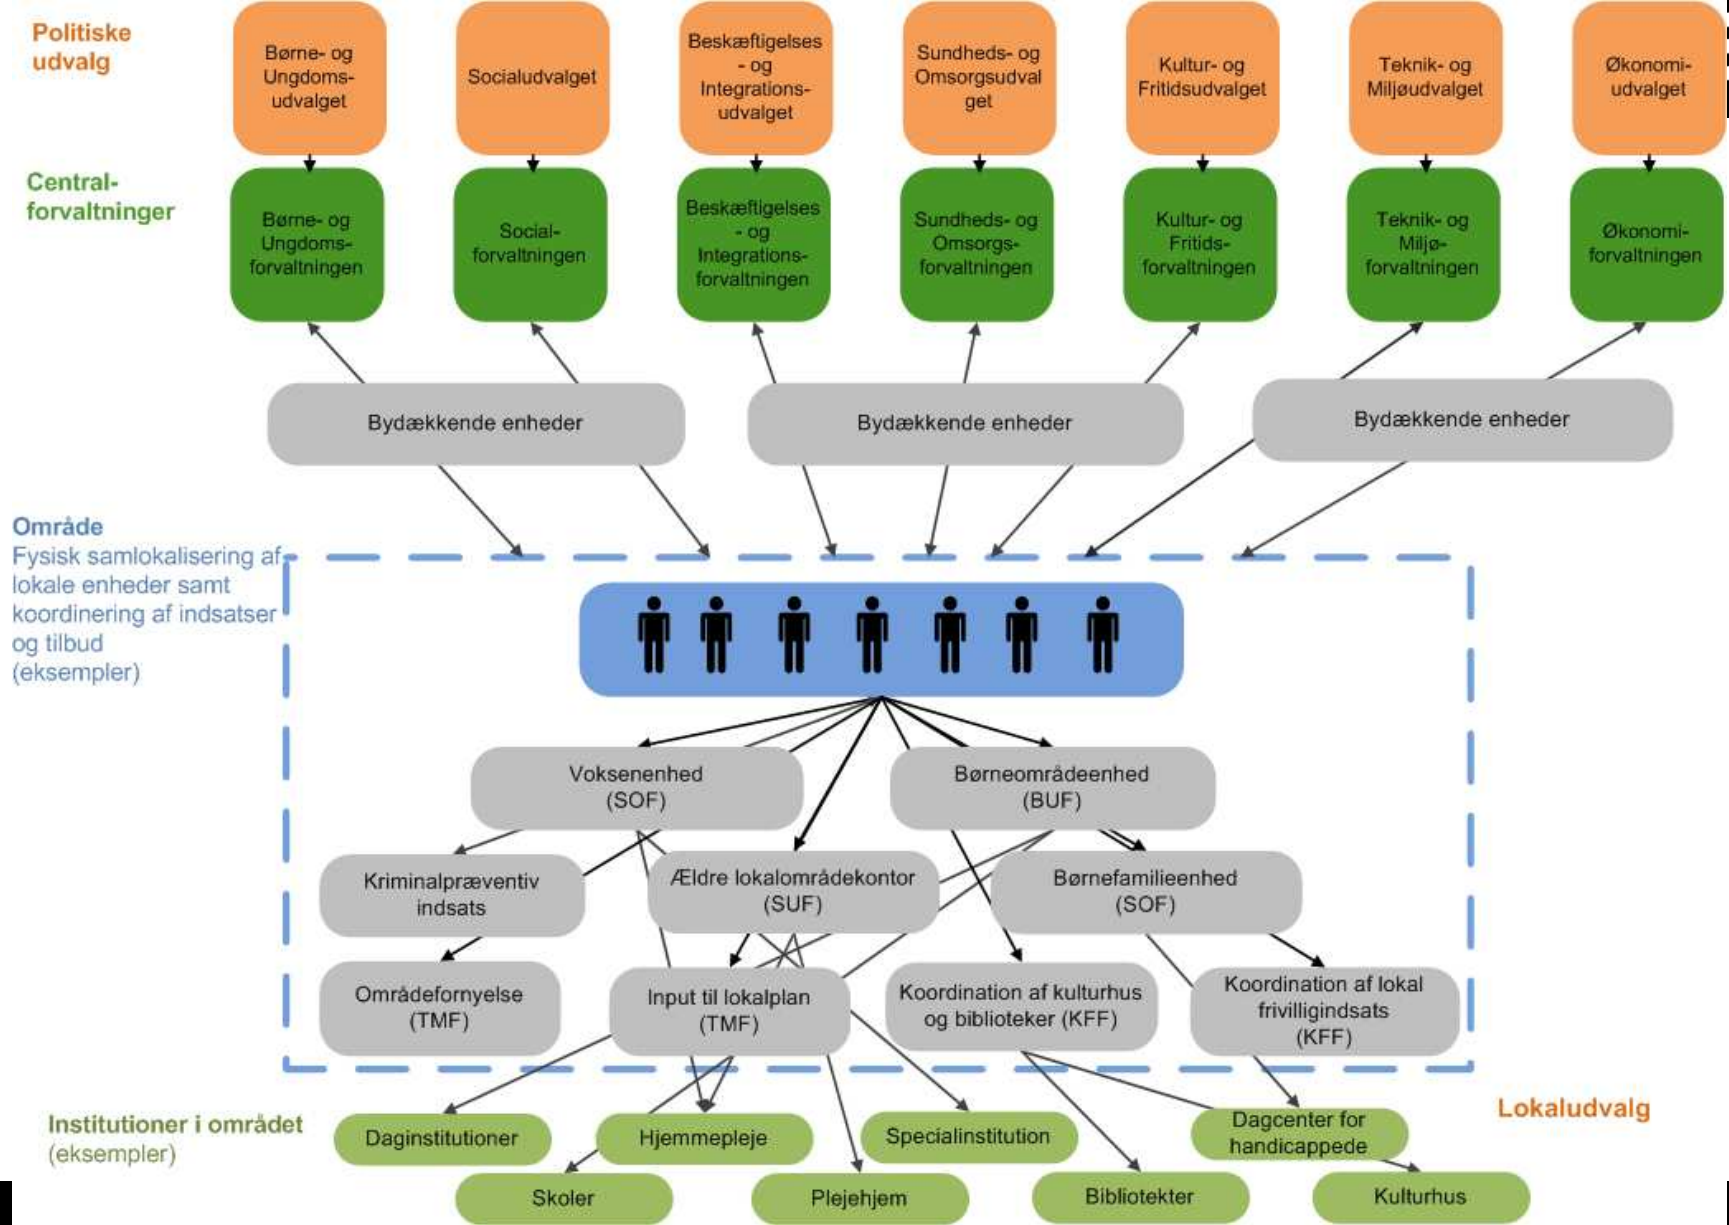 Politiske
udvalg
Børne- og
Ungdoms-
udvalget
Socialudvalget
Beskæftigelses
- og
Integrations-
udvalget
Sundheds- og
Omsorgsudval
get
Kultur- og
Fritidsudvalget
Teknik- og
Miljøudvalget
Økonomi-
udvalget
Central-
forvaltninger
Børne- og
Ungdoms-
forvaltningen
Social-
forvaltningen
Beskæftigelses
- og
Integrations-
forvaltningen
Sundheds- og
Omsorgs-
forvaltningen
Kultur- og
Fritids-
forvaltningen
Teknik- og
Miljø-
forvaltningen
Økonomi-
forvaltningen
Bydækkende enheder
Bydækkende enheder
Bydækkende enheder
Område
Fysisk samlokalisering af
lokale enheder samt
koordinering af indsatser
og tilbud
(eksempler)
Voksenenhed
(SOF)
Børneområdeenhed
(BUF)
Kriminalpræventiv
indsats
Ældre lokalområdekontor
(SUF)
Børnefamilieenhed
(SOF)
Områdefornyelse
(TMF)
Input til lokalplan
(TMF)
Koordination af kulturhus
og biblioteker (KFF)
Koordination af lokal
frivilligindsats
(KFF)
Lokaludvalg
Institutioner i området
(eksempler)
Daginstitutioner
Hjemmepleje
Specialinstitution
Dagcenter for
handicappede
Skoler
Plejehjem
Bibliotekter
Kulturhus